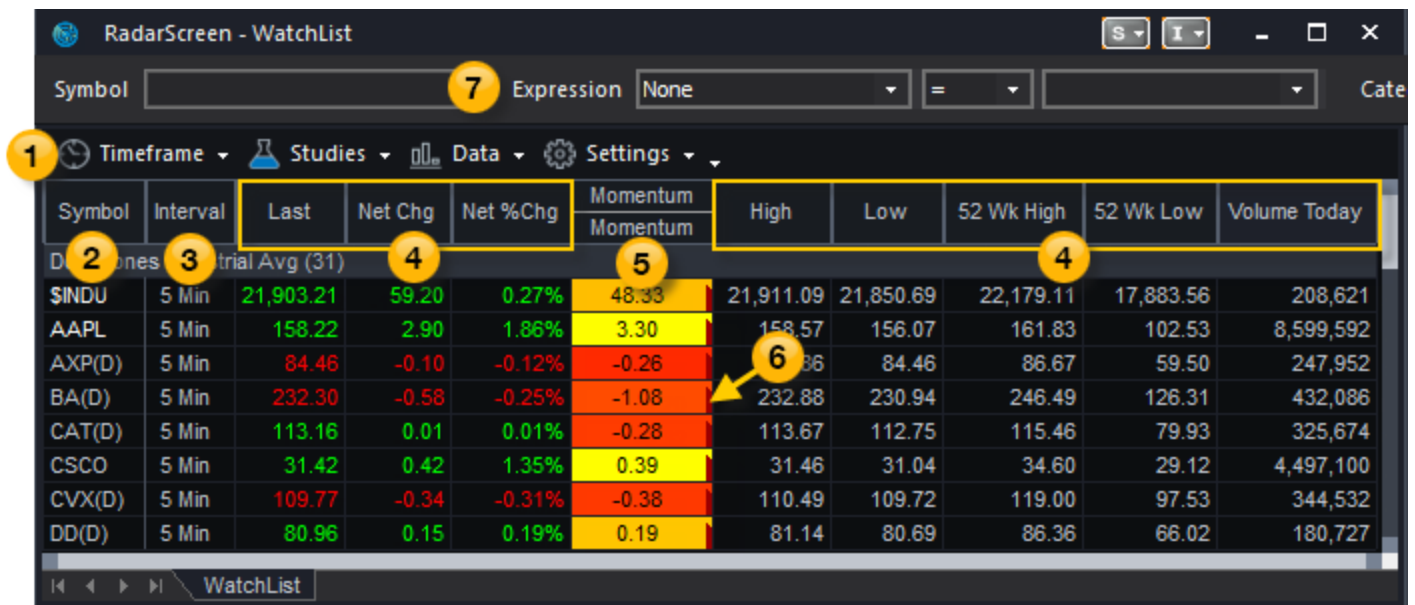 RadarScreen - WatchList S I
Symbol 7 Expression None = Cate
1 Timeframe Studies Data Settings
Symbol Interval Last Net Chg Net %Chg Momentum High Low 52 Wk High 52 Wk Low Volume Today
Momentum
2 3 4 5 4
trial Avg (31)
$INDU 5 Min 21,903.21 59.20 0.27% 48.33 21,911.09 21,850.69 22,179.11 17,883.56 208,621
AAPL 5 Min 158.22 2.90 1.86% 3.30 158.57 156.07 161.83 102.53 8,599,592
AXP(D) 5 Min 84.46 -0.10 -0.12% -0.26 6 86 84.46 86.67 59.50 247,952
BA(D) 5 Min 232.30 -0.58 -0.25% -1.08 232.88 230.94 246.49 126.31 432,086
CAT(D) 5 Min 113.16 0.01 0.01% -0.28 113.67 112.75 115.46 79.93 325,674
CSCO 5 Min 31.42 0.42 1.35% 0.39 31.46 31.04 34.60 29.12 4,497,100
CVX(D) 5 Min 109.77 -0.34 -0.31% -0.38 110.49 109.72 119.00 97.53 344,532
DD(D) 5 Min 80.96 0.15 0.19% 0.19 81.14 80.69 86.36 66.02 180,727
WatchList